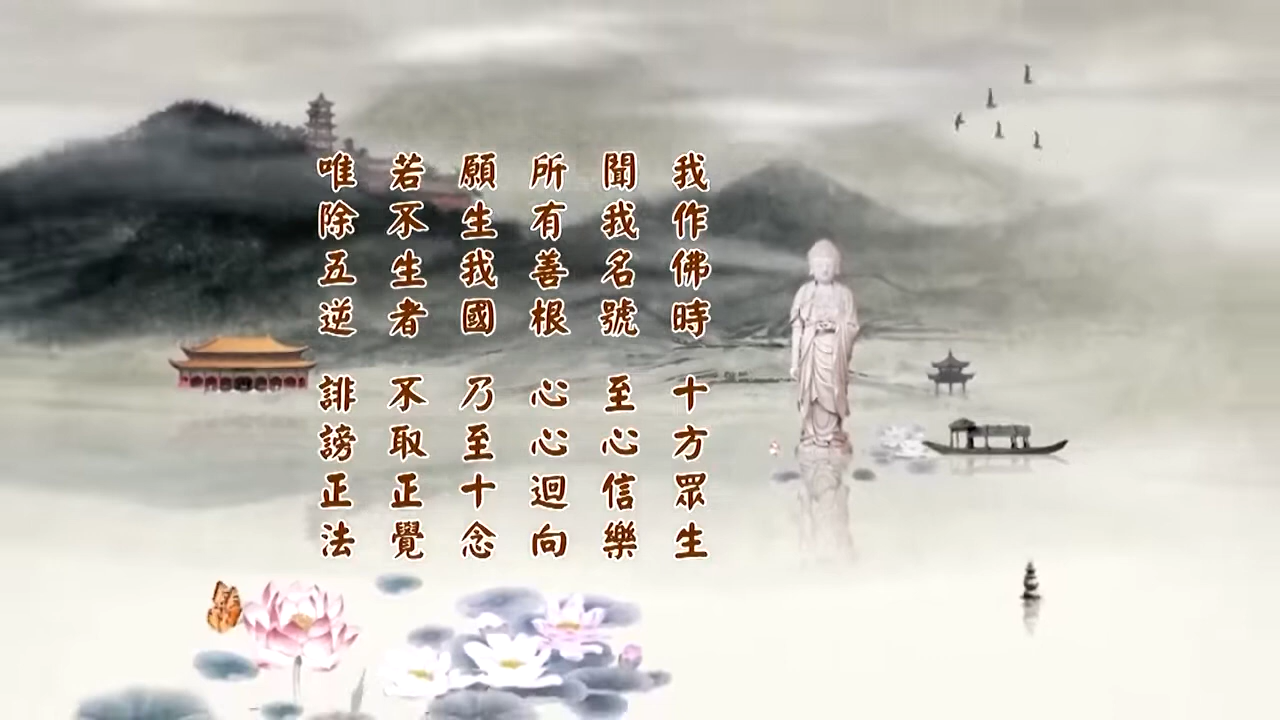 我作佛時 十方眾生
聞我名號 至心信樂
所有善根 心心迴向
願生我國 乃至十念
若不生者 不取正覺
唯除五逆 誹謗正法